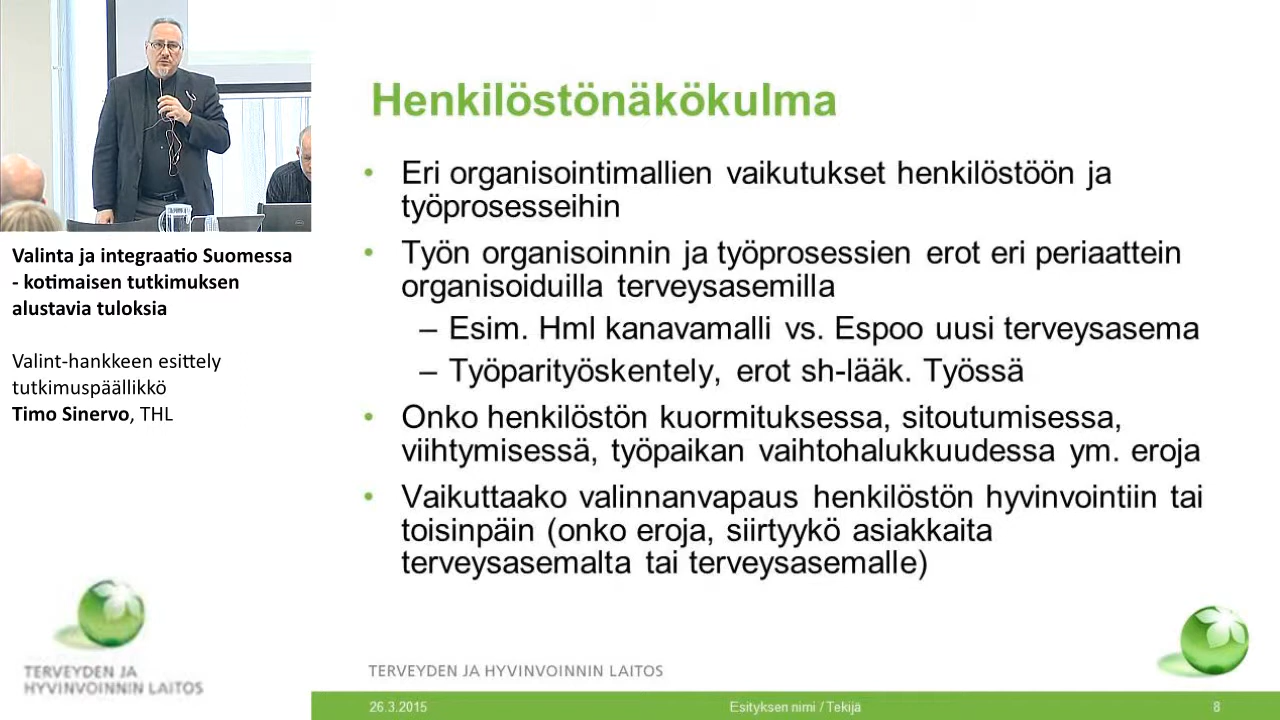 Valinta ja integraatio Suomessa
- kotimaisen tutkimuksen
alustavia tuloksia
Valint-hankkeen esittely
tutkimuspäällikkö
Timo Sinervo, THL
TERVEYDEN JA
HYVINVOINNIN LAITOS
Henkilöstönäkökulma
• Eri organisointimallien vaikutukset henkilöstöön ja
työprosesseihin
• Työn organisoinnin ja työprosessien erot eri periaattein
organisoiduilla terveysasemilla
– Esim. Hml kanavamalli vs. Espoo uusi terveysasema
– Työparityöskentely, erot sh-lääk. Työssä
• Onko henkilöstön kuormituksessa, sitoutumisessa,
viihtymisessä, työpaikan vaihtohalukkuudessa ym. eroja
• Vaikuttaako valinnanvapaus henkilöstön hyvinvointiin tai
toisinpäin (onko eroja, siirtyykö asiakkaita
terveysasemalta tai terveysasemalle)
TERVEYDEN JA HYVINVOINNIN LAITOS
26.3.2015 Esityksen nimi / Tekijä 8